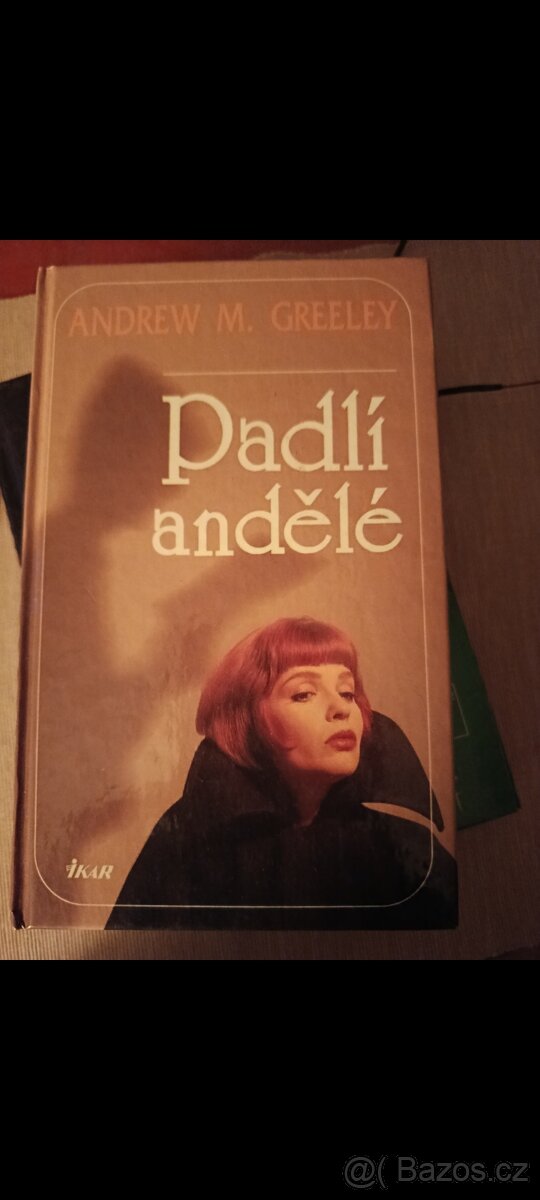 ANDREW M. GREELEY
Padlí
andělé
IKAR
@( Bazos.cz